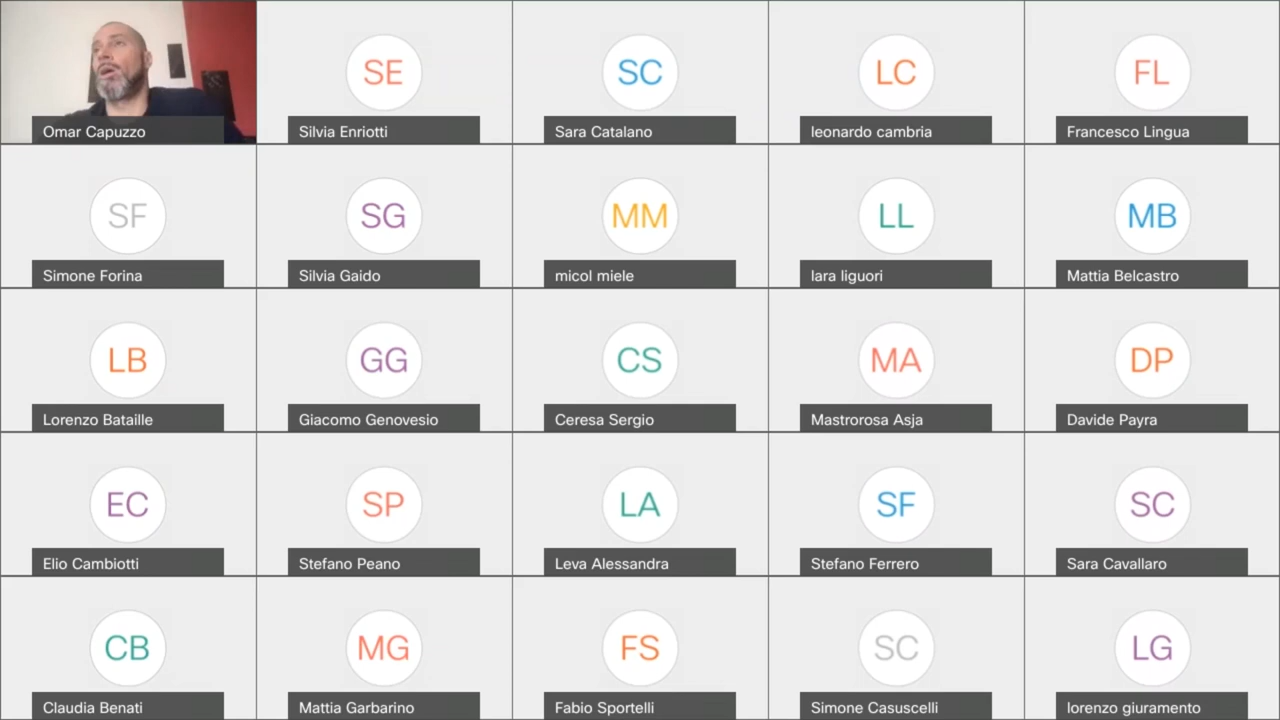 Omar Capuzzo
SE
Silvia Enriotti
SC
Sara Catalano
LC
leonardo cambria
FL
Francesco Lingua
SF
Simone Forina
SG
Silvia Gaido
MM
micol miele
LL
lara liguori
MB
Mattia Belcastro
LB
Lorenzo Bataille
GG
Giacomo Genovesio
CS
Ceresa Sergio
MA
Mastrorosa Asja
DP
Davide Payra
EC
Elio Cambiotti
SP
Stefano Peano
LA
Leva Alessandra
SF
Stefano Ferrero
SC
Sara Cavallaro
CB
Claudia Benati
MG
Mattia Garbarino
FS
Fabio Sportelli
SC
Simone Casuscelli
LG
lorenzo giuramento